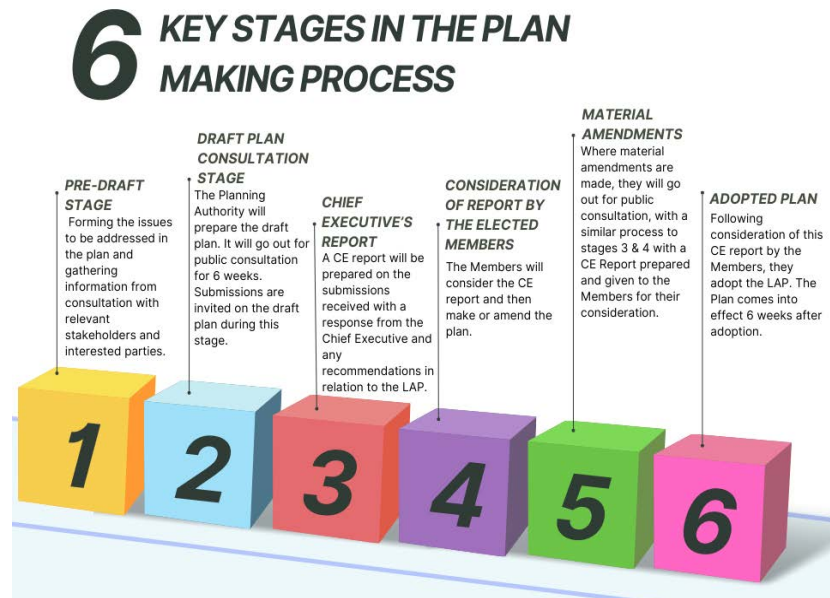 6 KEY STAGES IN THE PLAN
MAKING PROCESS
PRE-DRAFT
STAGE
Forming the issues
to be addressed in
the plan and
gathering
information from
consultation with
relevant
stakeholders and
interested parties.
DRAFT PLAN
CONSULTATION
STAGE
The Planning
Authority will
prepare the draft
plan. It will go out for
public consultation
for 6 weeks.
Submissions are
invited on the draft
plan during this
stage.
CHIEF
EXECUTIVE'S
REPORT
A CE report will be
prepared on the
submissions
received with a
response from the
Chief Executive and
any
recommendations in
relation to the LAP.
CONSIDERATION
OF REPORT BY
THE ELECTED
MEMBERS
The Members will
consider the CE
report and then
make or amend the
plan.
MATERIAL
AMENDMENTS
Where material
amendments are
made, they will go
out for public
consultation, with a
similar process to
stages 3 & 4 with a
CE Report prepared
and given to the
Members for their
consideration.
ADOPTED PLAN
Following
consideration of this
CE report by the
Members, they
adopt the LAP. The
Plan comes into
effect 6 weeks after
adoption.
1
2
3
4
5
6